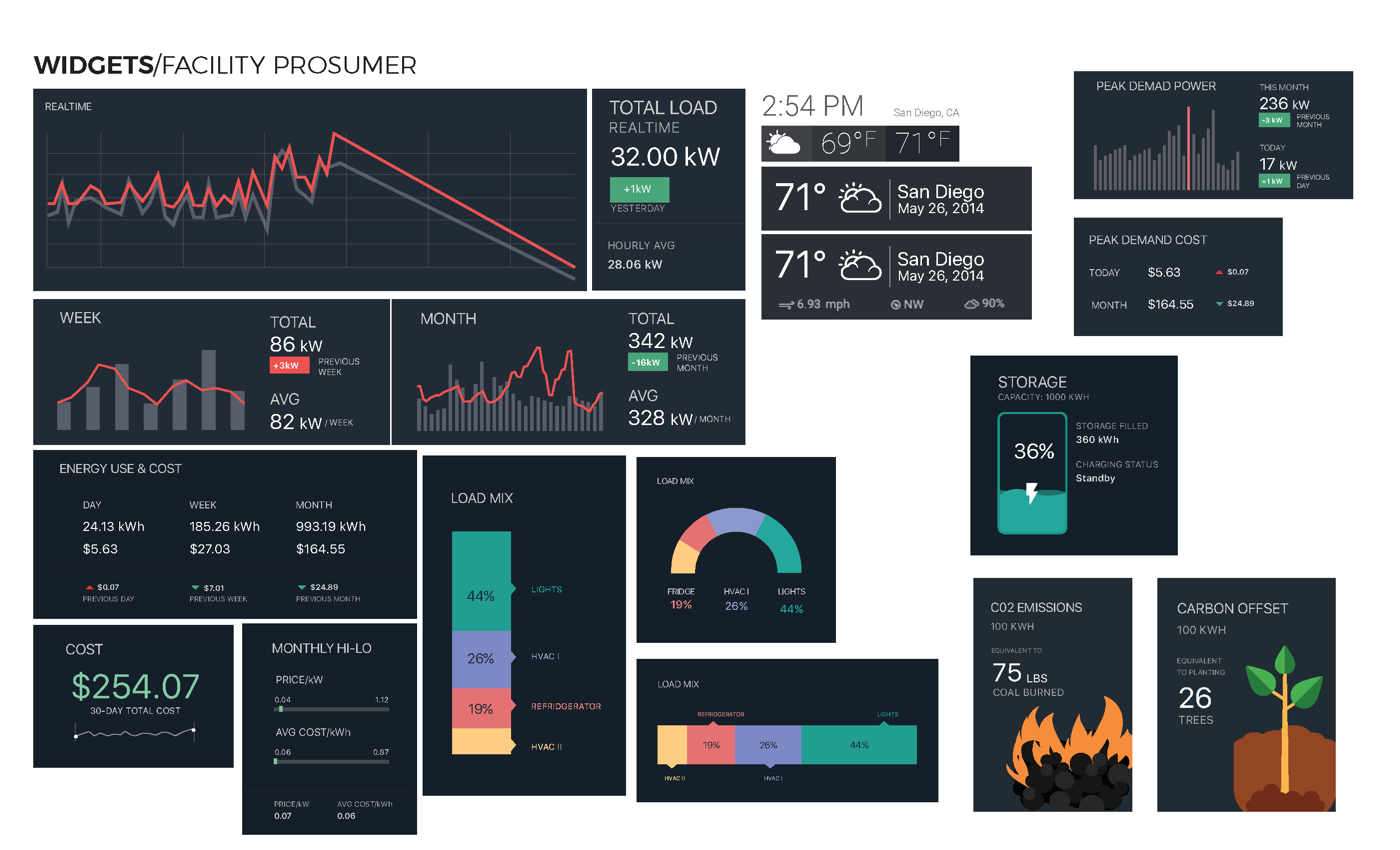 WIDGETS/FACILITY PROSUMER
REALTIME
TOTAL LOAD
REALTIME
32.00 kW
+1kW
YESTERDAY
HOURLY AVG
28.06 kW
2:54 PM
San Diego, CA
69°F 71°F
71°
San Diego
May 26, 2014
71°
San Diego
May 26, 2014
6.93 mph
NW
90%
PEAK DEMAD POWER
THIS MONTH
236 kW
-3 kW
PREVIOUS
MONTH
TODAY
17 kW
+1 kW
PREVIOUS
DAY
PEAK DEMAND COST
TODAY $5.63 $0.07
MONTH $164.55 $24.89
WEEK
TOTAL
86 kW
+3kW
PREVIOUS
WEEK
AVG
82 kW / WEEK
MONTH
TOTAL
342 kW
-16kW
PREVIOUS
MONTH
AVG
328 kW / MONTH
STORAGE
CAPACITY: 1000 KWH
36%
STORAGE FILLED
360 kWh
CHARGING STATUS
Standby
ENERGY USE & COST
DAY WEEK MONTH
24.13 kWh 185.26 kWh 993.19 kWh
$5.63 $27.03 $164.55
$0.07 $7.01 $24.89
PREVIOUS DAY PREVIOUS WEEK PREVIOUS MONTH
LOAD MIX
44% LIGHTS
26% HVAC I
19% REFRIDGERATOR
HVAC II
LOAD MIX
FRIDGE HVAC I LIGHTS
19% 26% 44%
COST
$254.07
30-DAY TOTAL COST
MONTHLY HI-LO
PRICE/kW
0.04 1.12
AVG COST/kWh
0.06 0.87
PRICE/kW AVG COST/kWh
0.07 0.06
LOAD MIX
REFRIDGERATOR LIGHTS
19% 26% 44%
HVAC II HVAC I
C02 EMISSIONS
100 KWH
EQUIVALENT TO
75 LBS
COAL BURNED
CARBON OFFSET
100 KWH
EQUIVALENT
TO PLANTING
26
TREES